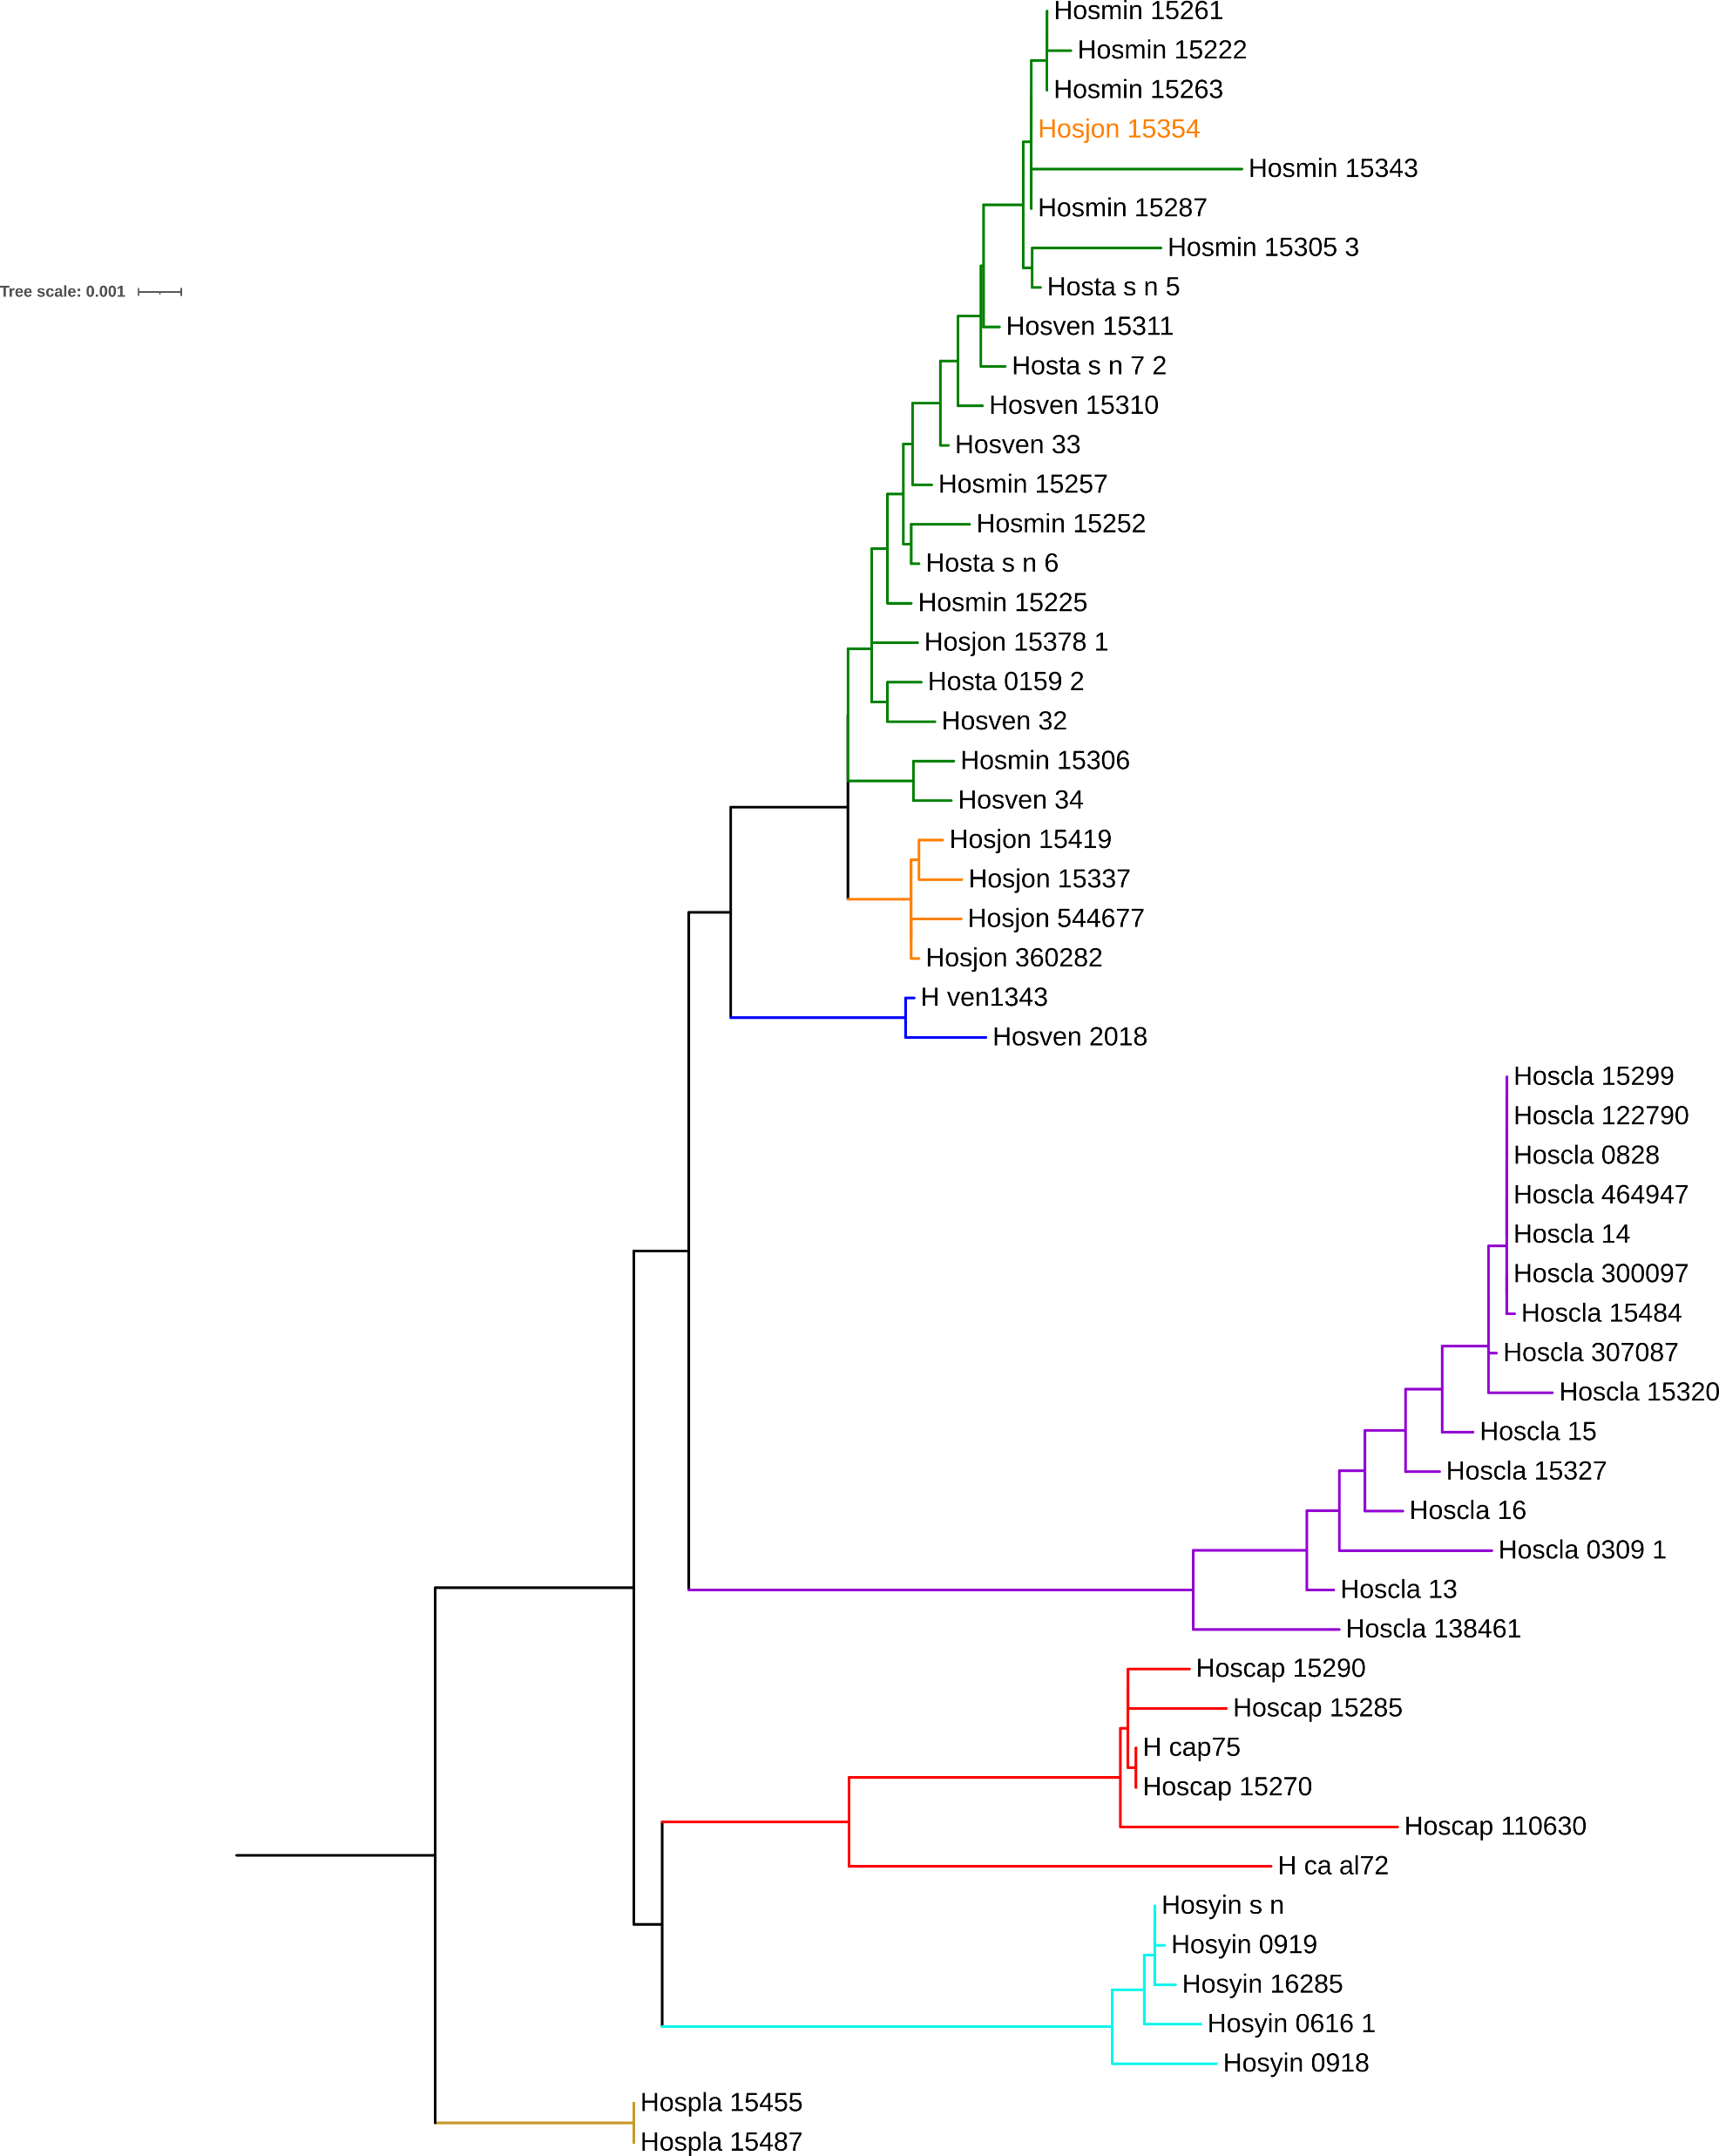 Hosmin 15261
Hosmin 15222
Hosmin 15263
Hosjon 15354
Hosmin 15343
Hosmin 15287
Hosmin 15305 3
Tree scale: 0.001
Hosta s n 5
Hosven 15311
Hosta s n 7 2
Hosven 15310
Hosven 33
Hosmin 15257
Hosmin 15252
Hosta s n 6
Hosmin 15225
Hosjon 15378 1
Hosta 0159 2
Hosven 32
Hosmin 15306
Hosven 34
Hosjon 15419
Hosjon 15337
Hosjon 544677
Hosjon 360282
H ven1343
Hosven 2018
Hoscla 15299
Hoscla 122790
Hoscla 0828
Hoscla 464947
Hoscla 14
Hoscla 300097
Hoscla 15484
Hoscla 307087
Hoscla 15320
Hoscla 15
Hoscla 15327
Hoscla 16
Hoscla 0309 1
Hoscla 13
Hoscla 138461
Hoscap 15290
Hoscap 15285
H cap75
Hoscap 15270
Hoscap 110630
H ca al72
Hosyin s n
Hosyin 0919
Hosyin 16285
Hosyin 0616 1
Hosyin 0918
Hospla 15455
Hospla 15487